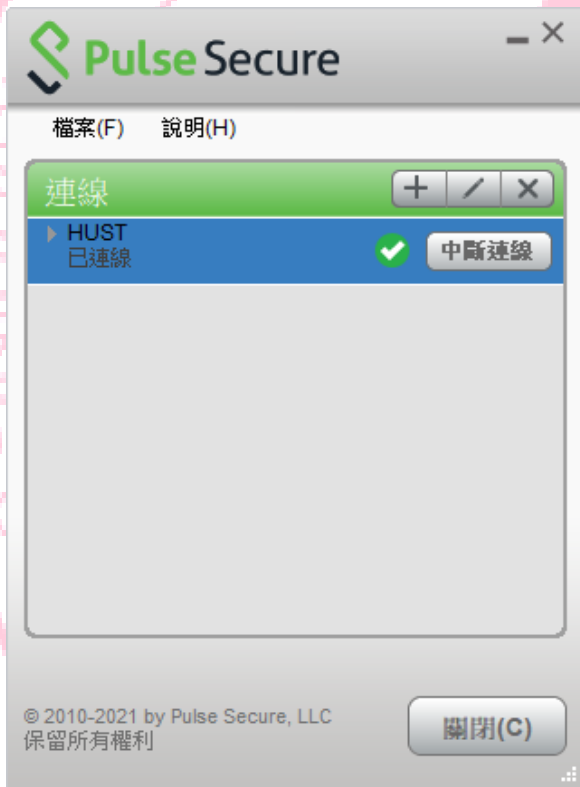 Pulse Secure
檔案(F) 說明(H)
連線
HUST
已連線
中斷連線
© 2010-2021 by Pulse Secure, LLC
保留所有權利
關閉(C)